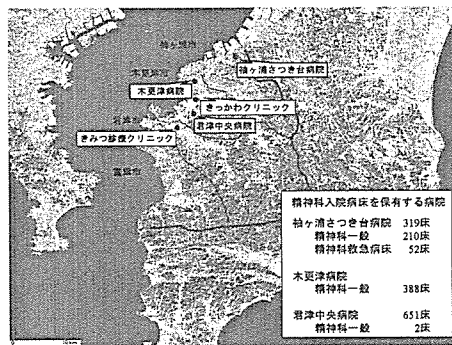 袖ヶ浦市
袖ヶ浦さつき台病院
木更津市
木更津病院
きっかわクリニック
君津市
君津中央病院
きみつ診療クリニック
富津市
精神科入院病床を保有する病院
袖ヶ浦さつき台病院 319床
精神科一般 210床
精神科救急病床 52床
木更津病院
精神科一般 388床
君津中央病院 651床
精神科一般 2床